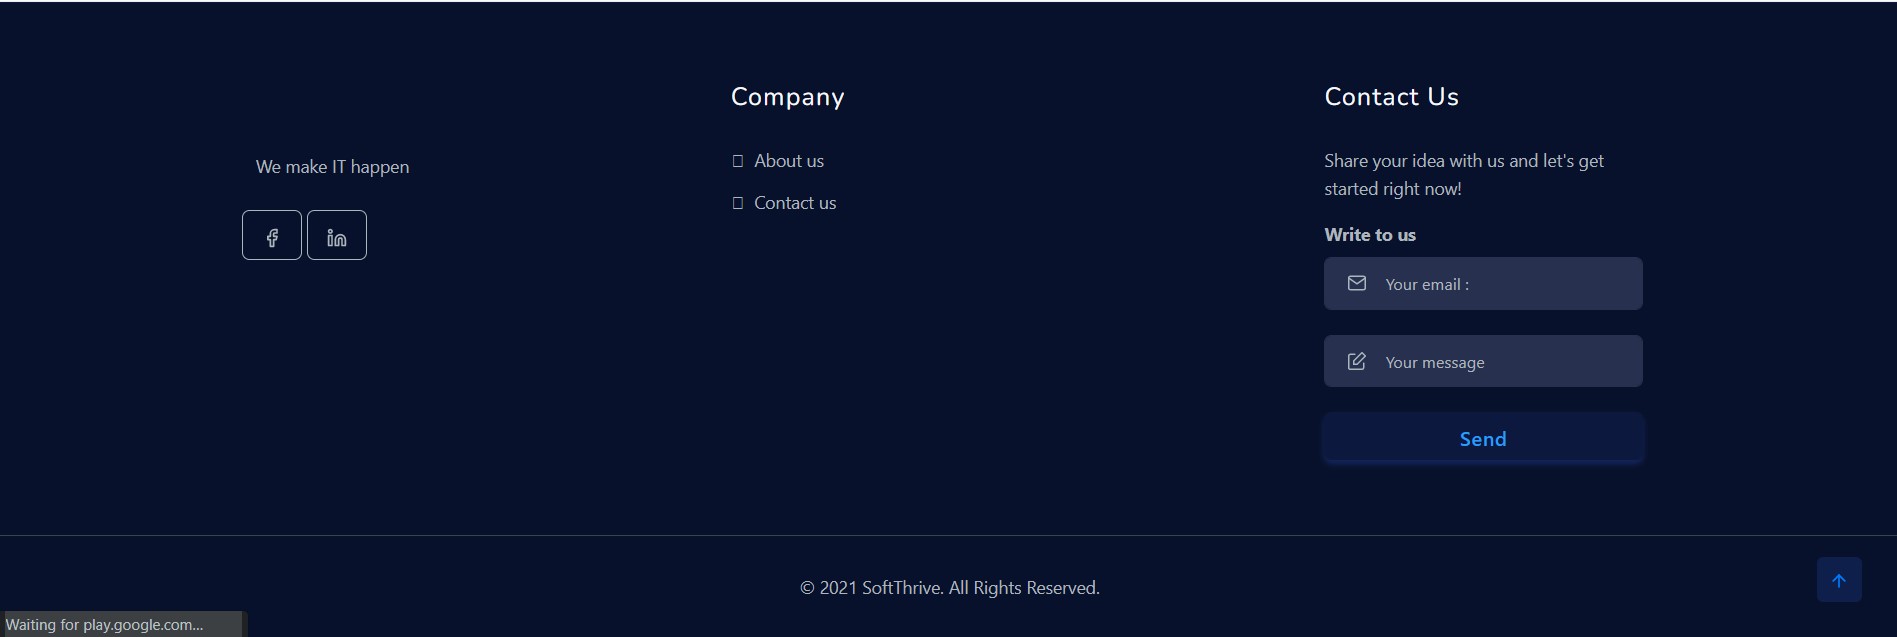 We make IT happen
Company
About us
Contact us
Contact Us
Share your idea with us and let's get
started right now!
Write to us
Your email :
Your message
Send
© 2021 SoftThrive. All Rights Reserved.
Waiting for play.google.com...